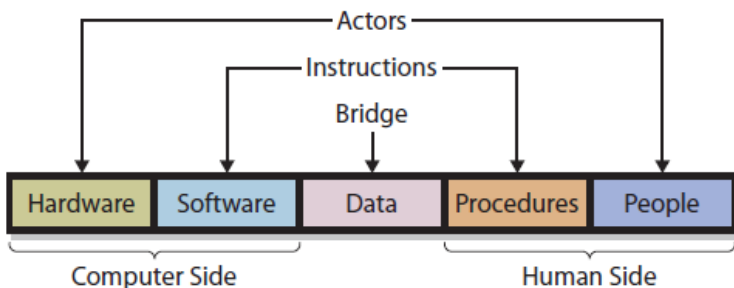 Actors
Instructions
Bridge
Hardware Software Data Procedures People
Computer Side Human Side